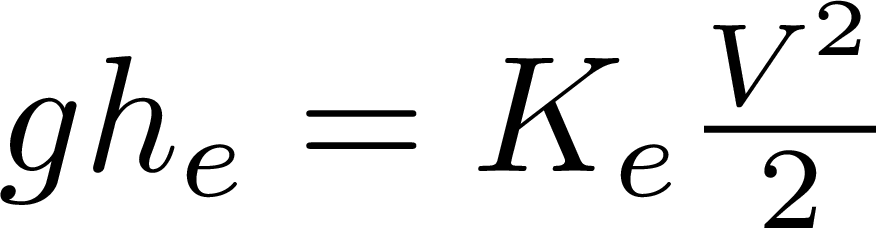 gh_e = K_e \frac{V^2}{2}